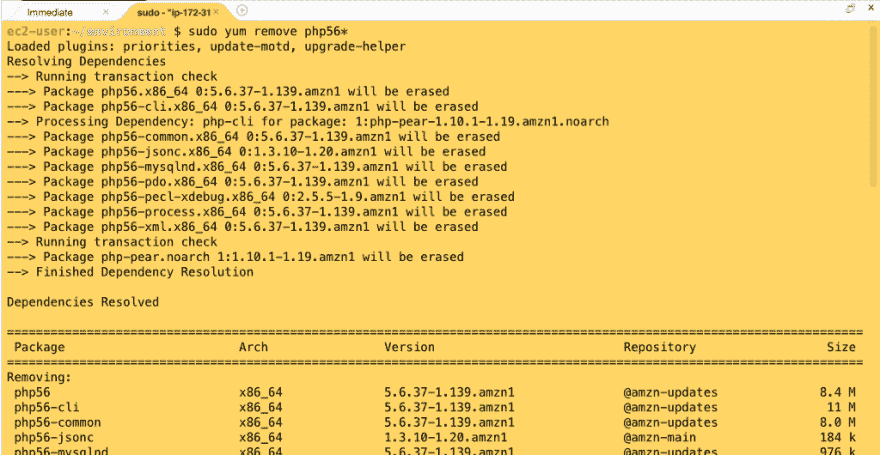 Immediate × sudo - "ip-172-31 ×
ec2-user:~/environment $ sudo yum remove php56*
Loaded plugins: priorities, update-motd, upgrade-helper
Resolving Dependencies
--> Running transaction check
---> Package php56.x86_64 0:5.6.37-1.139.amzn1 will be erased
---> Package php56-cli.x86_64 0:5.6.37-1.139.amzn1 will be erased
--> Processing Dependency: php-cli for package: 1:php-pear-1.10.1-1.19.amzn1.noarch
---> Package php56-common.x86_64 0:5.6.37-1.139.amzn1 will be erased
---> Package php56-jsonc.x86_64 0:1.3.10-1.20.amzn1 will be erased
---> Package php56-mysqlnd.x86_64 0:5.6.37-1.139.amzn1 will be erased
---> Package php56-pdo.x86_64 0:5.6.37-1.139.amzn1 will be erased
---> Package php56-pecl-xdebug.x86_64 0:2.5.5-1.9.amzn1 will be erased
---> Package php56-process.x86_64 0:5.6.37-1.139.amzn1 will be erased
---> Package php56-xml.x86_64 0:5.6.37-1.139.amzn1 will be erased
--> Running transaction check
---> Package php-pear.noarch 1:1.10.1-1.19.amzn1 will be erased
--> Finished Dependency Resolution
Dependencies Resolved
Package Arch Version Repository Size
Removing:
php56 x86_64 5.6.37-1.139.amzn1 @amzn-updates 8.4 M
php56-cli x86_64 5.6.37-1.139.amzn1 @amzn-updates 11 M
php56-common x86_64 5.6.37-1.139.amzn1 @amzn-updates 8.0 M
php56-jsonc x86_64 1.3.10-1.20.amzn1 @amzn-main 184 k
php56-mysqlnd x86_64 5.6.37-1.139.amzn1 @amzn-updates 976 k